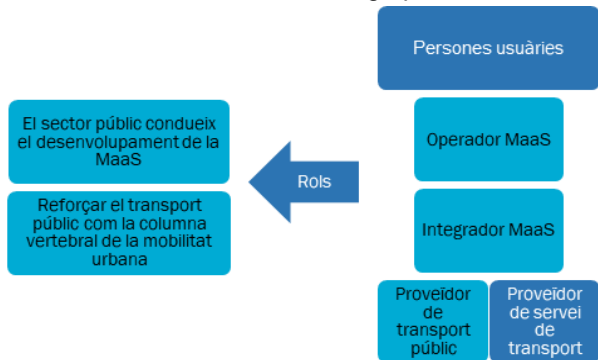 Persones usuàries
El sector públic condueix
el desenvolupament de la
MaaS
Reforçar el transport
públic com la columna
vertebral de la mobilitat
urbana
Rols
Operador MaaS
Integrador MaaS
Proveïdor
de
transport
públic
Proveïdor
de servei
de
transport